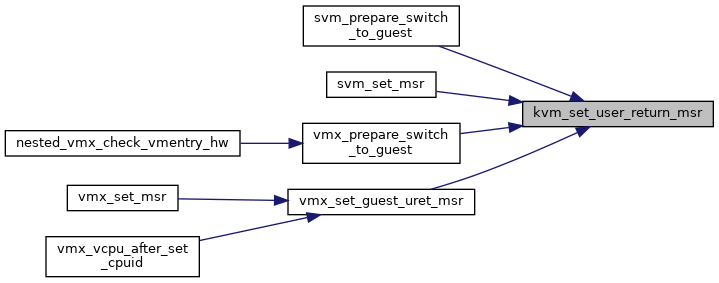 svm_prepare_switch
_to_guest
svm_set_msr
kvm_set_user_return_msr
nested_vmx_check_vmentry_hw
vmx_prepare_switch
_to_guest
vmx_set_msr
vmx_set_guest_uret_msr
vmx_vcpu_after_set
_cpuid